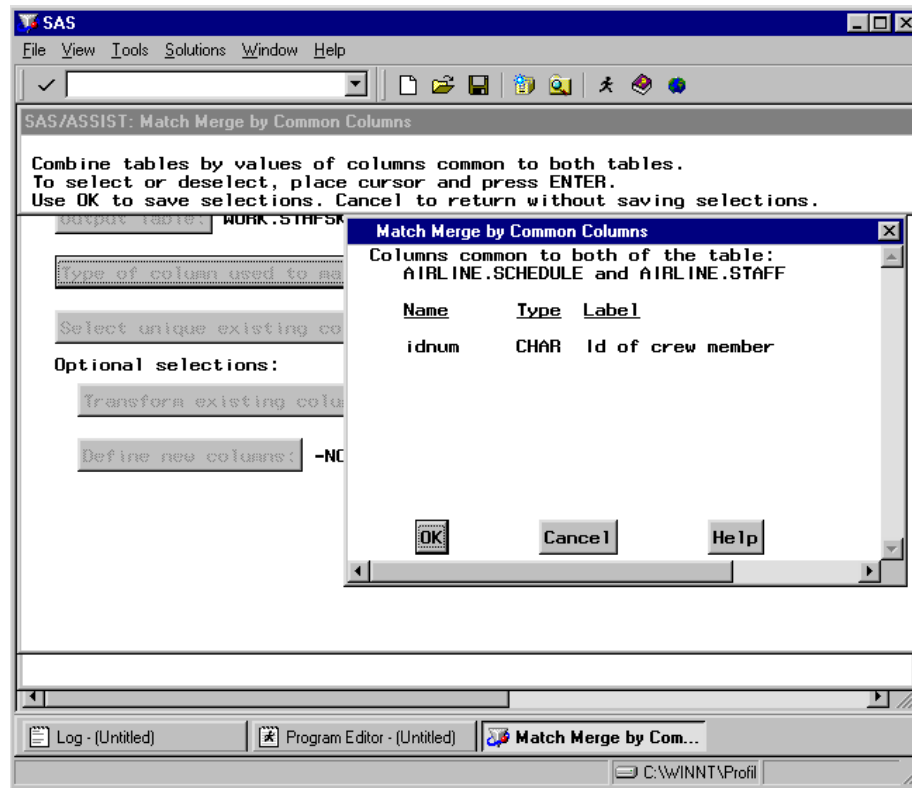 SAS
File View Tools Solutions Window Help
SAS/ASSIST: Match Merge by Common Columns
Combine tables by values of columns common to both tables.
To select or deselect, place cursor and press ENTER.
Use OK to save selections. Cancel to return without saving selections.
Output table: WORK.STAFSK
Type of column used to ma
Select unique existing co
Optional selections:
Transform existing colu
Define new columns: -NO
Match Merge by Common Columns
Columns common to both of the table:
AIRLINE.SCHEDULE and AIRLINE.STAFF
Name Type Label
idnum CHAR Id of crew member
OK Cancel Help
Log - (Untitled) Program Editor - (Untitled) Match Merge by Com...
C:\WINNT\Profil